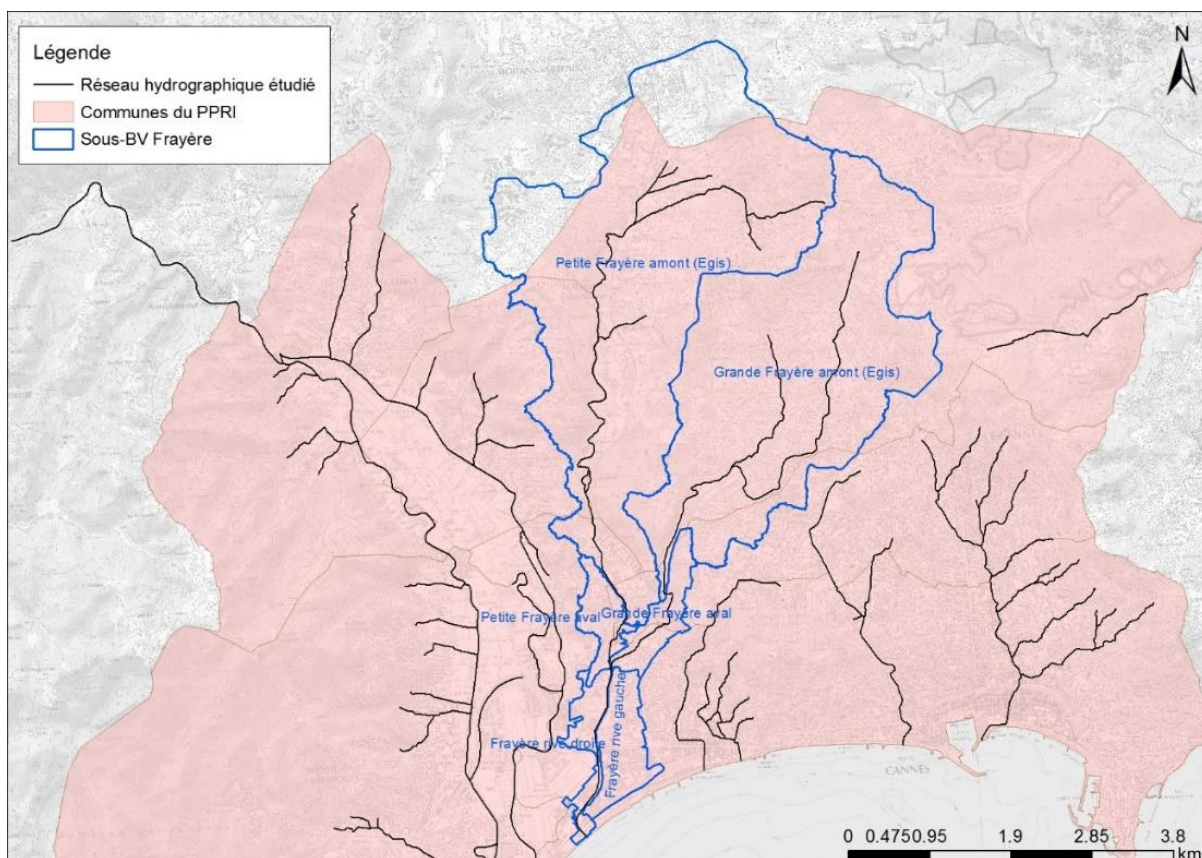 Légende
Réseau hydrographique étudié
Communes du PPRI
Sous-BV Frayère
N
Petite Frayère amont (Egis)
Grande Frayère amont (Egis)
Petite Frayère aval
Grande Frayère aval
Frayère rive gauche
Frayère rive droite
CANNES
0 0.475 0.95 1.9 2.85 3.8
km